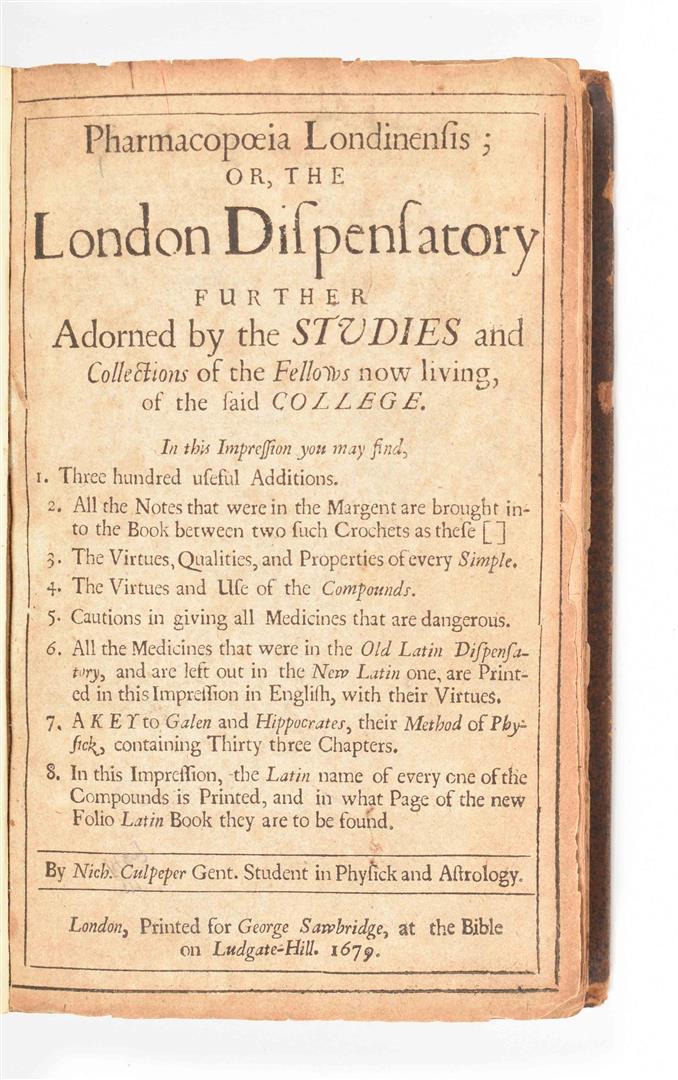 Pharmacopœia Londinenſis ;
OR, THE
London Diſpenſatory
FURTHER
Adorned by the STVDIES and
Collections of the Fellows now living,
of the ſaid COLLEGE.
In this Impreſſion you may find,
1. Three hundred uſeful Additions.
2. All the Notes that were in the Margent are brought in-
to the Book between two ſuch Crochets as theſe [ ]
3. The Virtues, Qualities, and Properties of every Simple.
4. The Virtues and Uſe of the Compounds.
5. Cautions in giving all Medicines that are dangerous.
6. All the Medicines that were in the Old Latin Diſpenſa-
tory, and are left out in the New Latin one, are Print-
ed in this Impreſſion in Engliſh, with their Virtues.
7. A KEY to Galen and Hippocrates, their Method of Phy-
ſick, containing Thirty three Chapters.
8. In this Impreſſion, the Latin name of every one of the
Compounds is Printed, and in what Page of the new
Folio Latin Book they are to be found.
By Nich. Culpeper Gent. Student in Phyſick and Aſtrology.
London, Printed for George Sawbridge, at the Bible
on Ludgate-Hill. 1679.